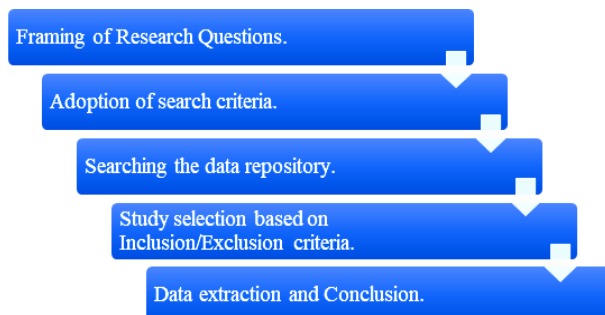 Framing of Research Questions.
Adoption of search criteria.
Searching the data repository.
Study selection based on
Inclusion/Exclusion criteria.
Data extraction and Conclusion.